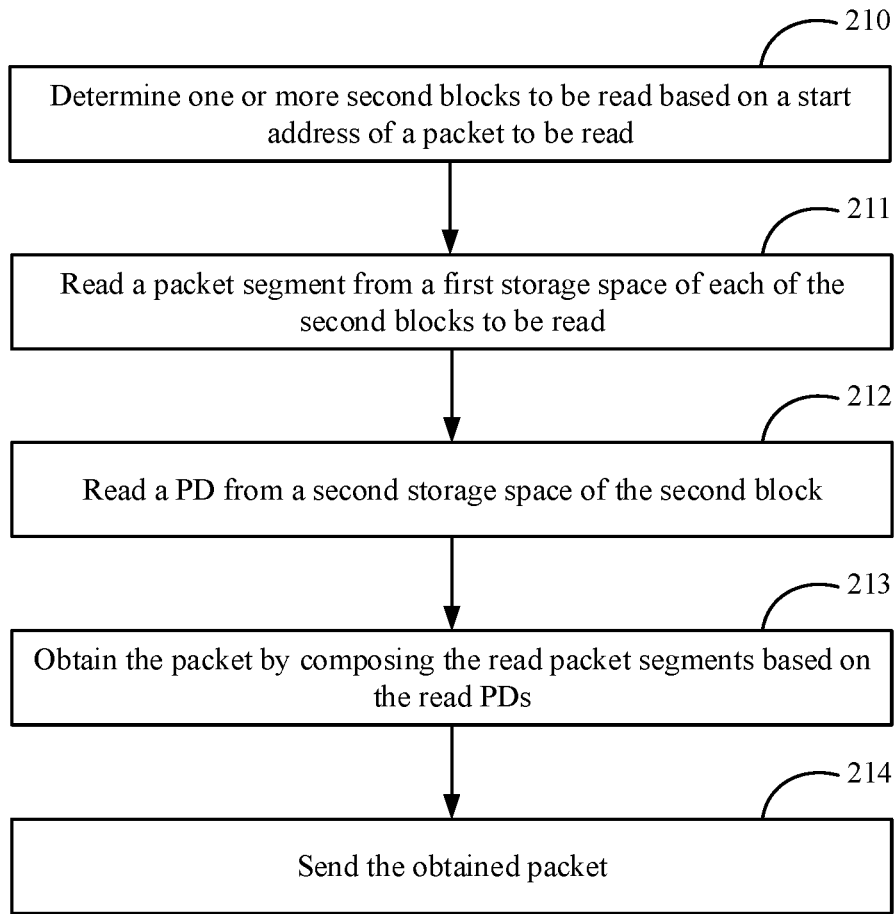 210
Determine one or more second blocks to be read based on a start
address of a packet to be read
211
Read a packet segment from a first storage space of each of the
second blocks to be read
212
Read a PD from a second storage space of the second block
213
Obtain the packet by composing the read packet segments based on
the read PDs
214
Send the obtained packet